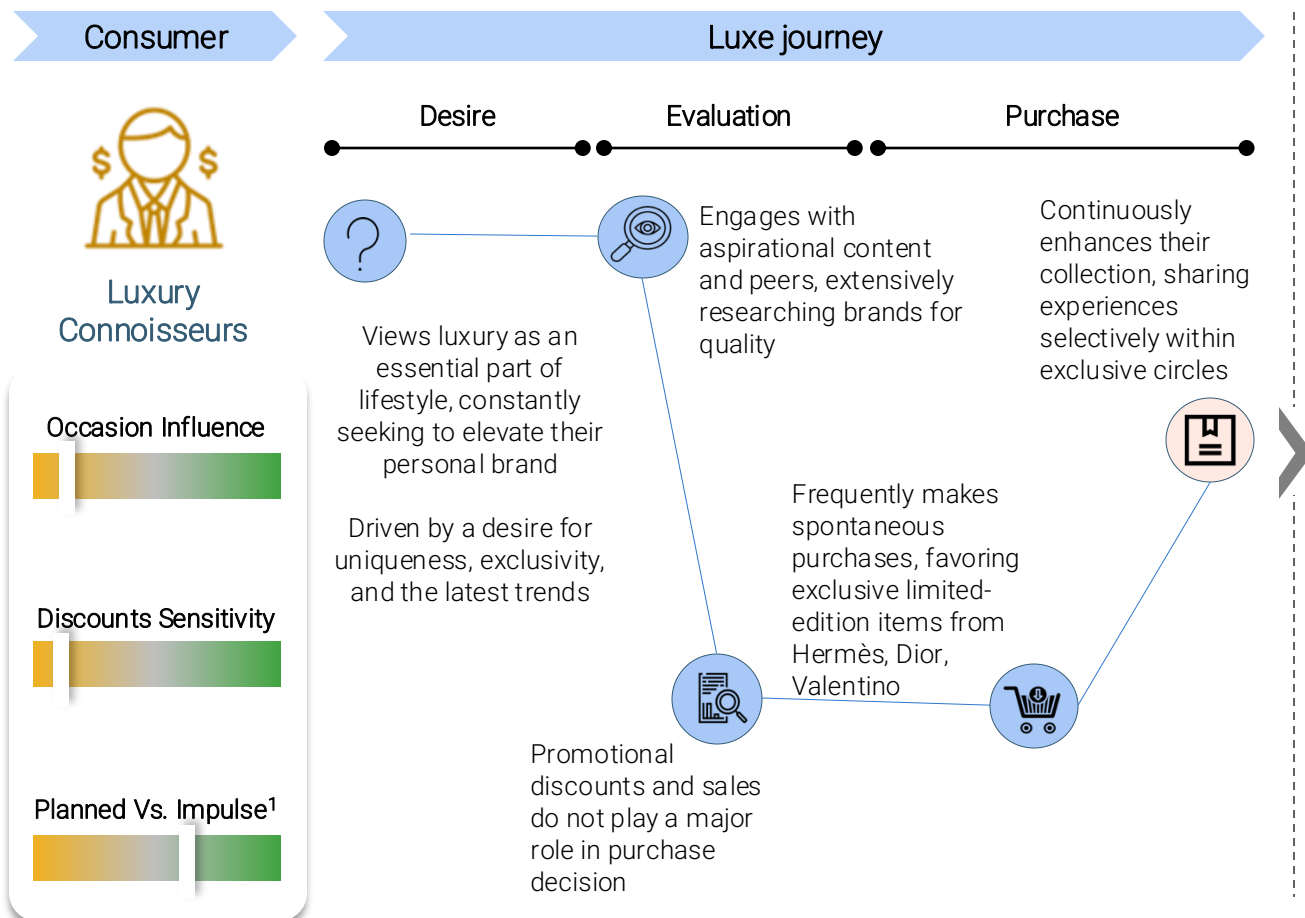 Consumer
Luxe journey
Desire
Evaluation
Purchase
$ $
Luxury
Connoisseurs
Occasion Influence
Discounts Sensitivity
Planned Vs. Impulse¹
?
Views luxury as an
essential part of
lifestyle, constantly
seeking to elevate their
personal brand
Driven by a desire for
uniqueness, exclusivity,
and the latest trends
Engages with
aspirational content
and peers, extensively
researching brands for
quality
Promotional
discounts and sales
do not play a major
role in purchase
decision
Frequently makes
spontaneous
purchases, favoring
exclusive limited-
edition items from
Hermès, Dior,
Valentino
Continuously
enhances their
collection, sharing
experiences
selectively within
exclusive circles